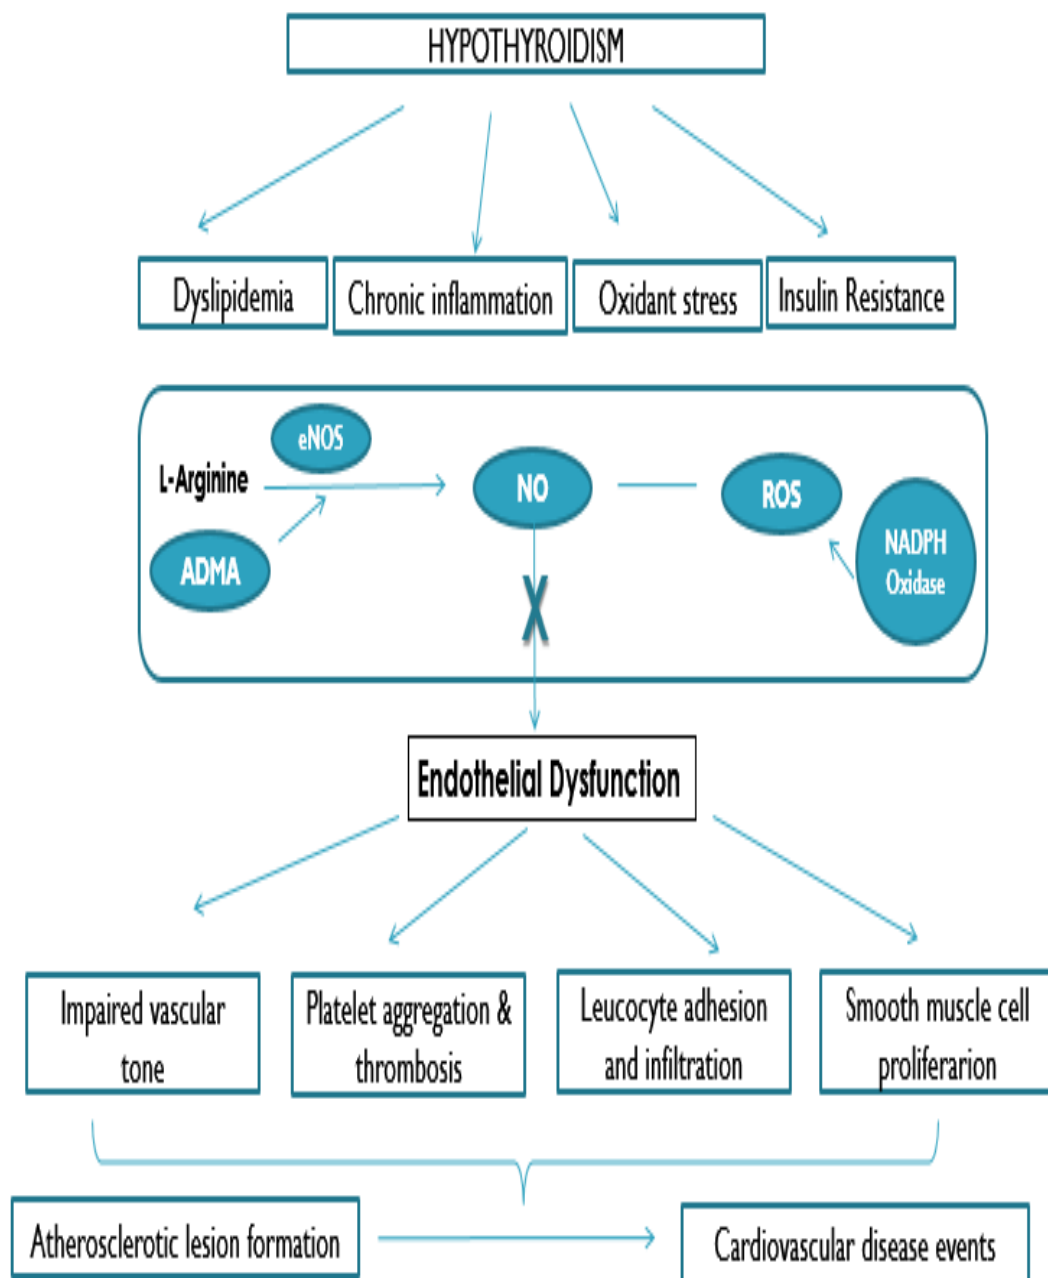 HYPOTHYROIDISM
Dyslipidemia
Chronic inflammation
Oxidant stress
Insulin Resistance
eNOS
L-Arginine
NO
ROS
NADPH
Oxidase
ADMA
X
Endothelial Dysfunction
Impaired vascular
tone
Platelet aggregation &
thrombosis
Leucocyte adhesion
and infiltration
Smooth muscle cell
proliferarion
Atherosclerotic lesion formation
Cardiovascular disease events